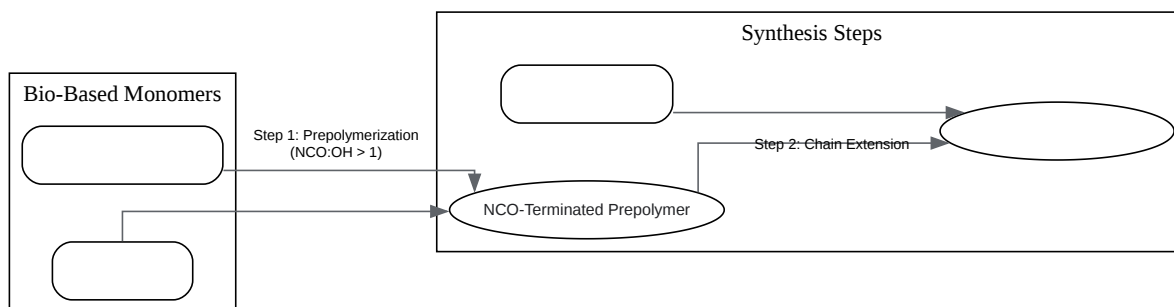 Synthesis Steps
Bio-Based Monomers
Step 1: Prepolymerization
(NCO:OH > 1)
Step 2: Chain Extension
NCO-Terminated Prepolymer